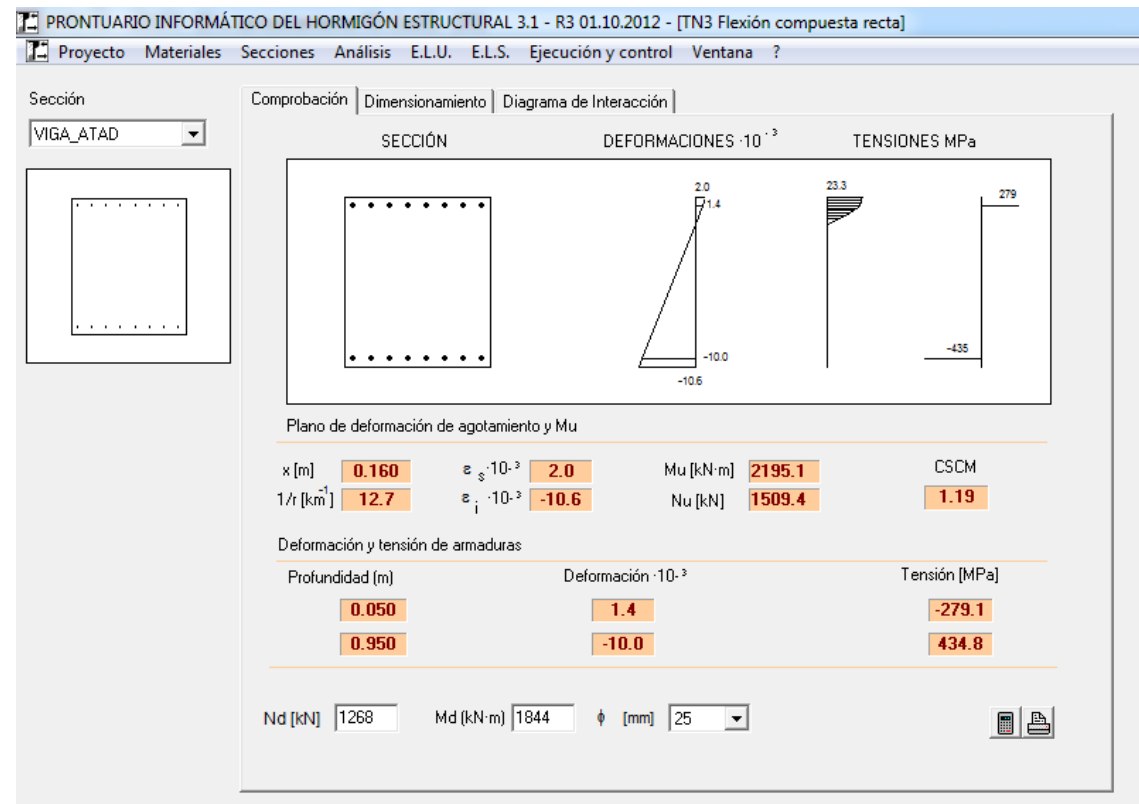 PRONTUARIO INFORMÁTICO DEL HORMIGÓN ESTRUCTURAL 3.1 - R3 01.10.2012 - [TN3 Flexión compuesta recta]
Proyecto Materiales Secciones Análisis E.L.U. E.L.S. Ejecución y control Ventana ?
Sección
VIGA_ATAD
Comprobación Dimensionamiento Diagrama de Interacción
SECCIÓN DEFORMACIONES ·10⁻³ TENSIONES MPa
2.0 23.3 279
1.4
-10.0 -435
-10.6
Plano de deformación de agotamiento y Mu
x [m] 0.160 ε s ·10-³ 2.0 Mu [kN·m] 2195.1 CSCM
1/r [km⁻¹] 12.7 ε i ·10-³ -10.6 Nu [kN] 1509.4 1.19
Deformación y tensión de armaduras
Profundidad (m) Deformación ·10-³ Tensión [MPa]
0.050 1.4 -279.1
0.950 -10.0 434.8
Nd [kN] 1268 Md (kN·m) 1844 ϕ [mm] 25